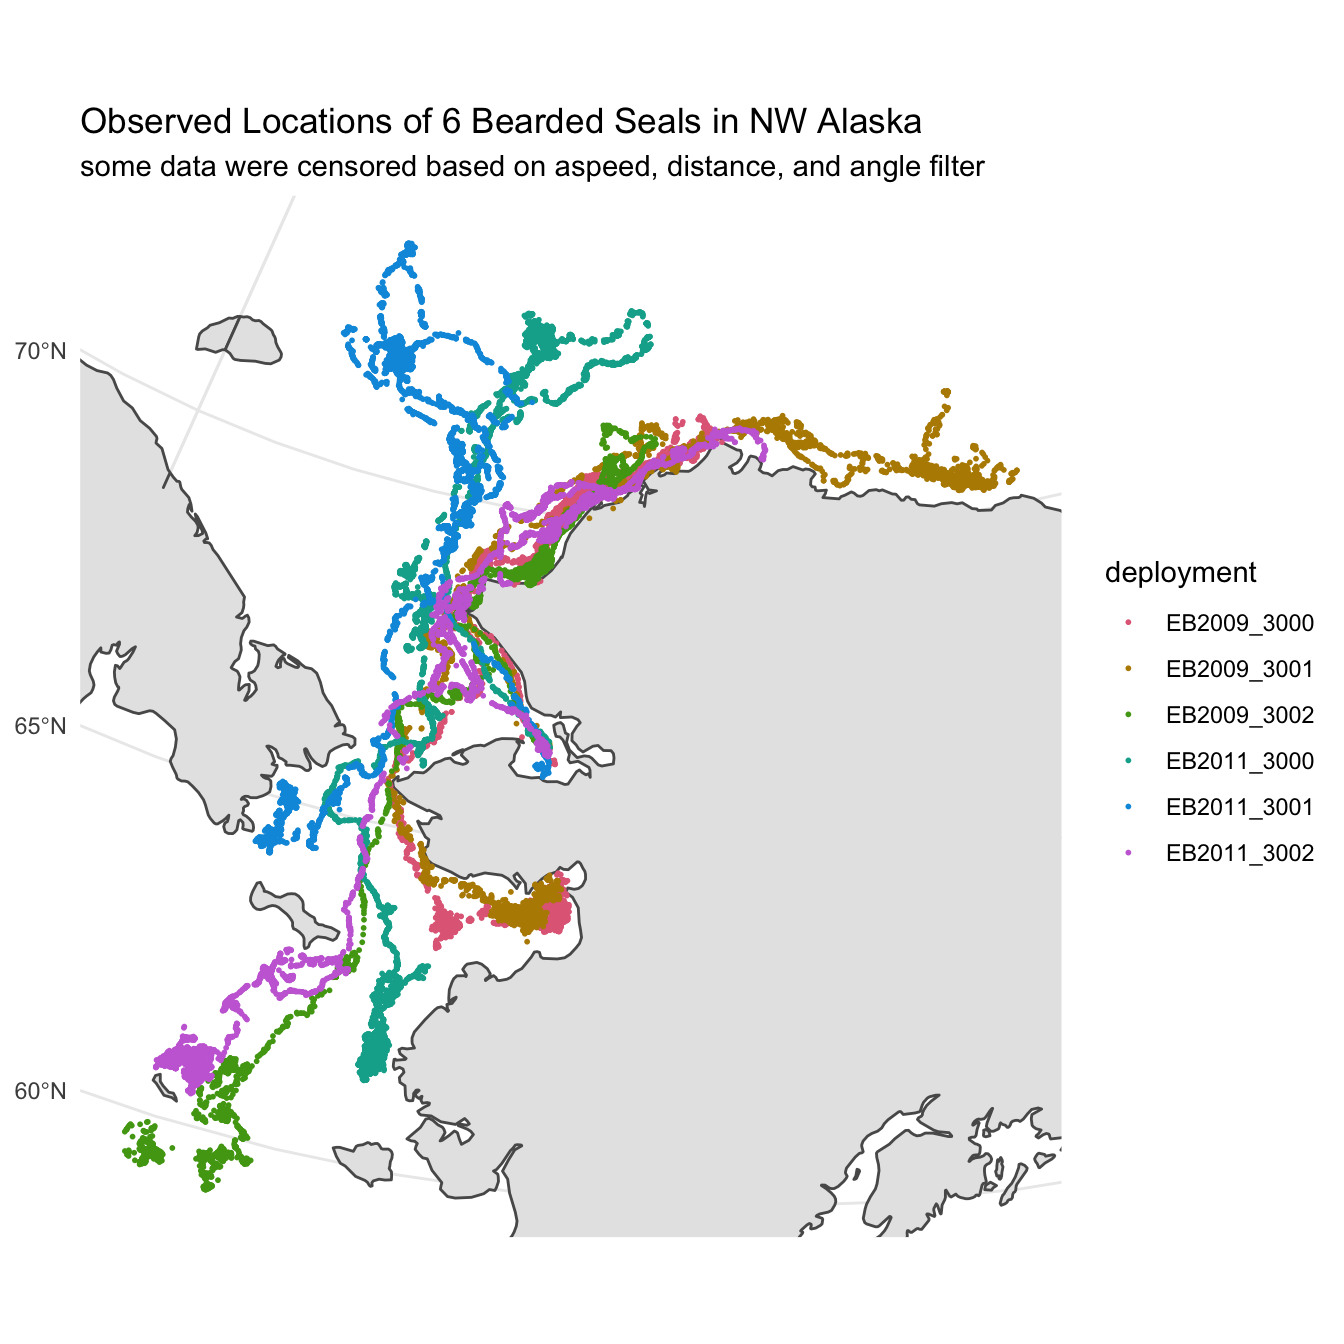 Observed Locations of 6 Bearded Seals in NW Alaska
some data were censored based on aspeed, distance, and angle filter
70°N
65°N
60°N
deployment
EB2009_3000
EB2009_3001
EB2009_3002
EB2011_3000
EB2011_3001
EB2011_3002